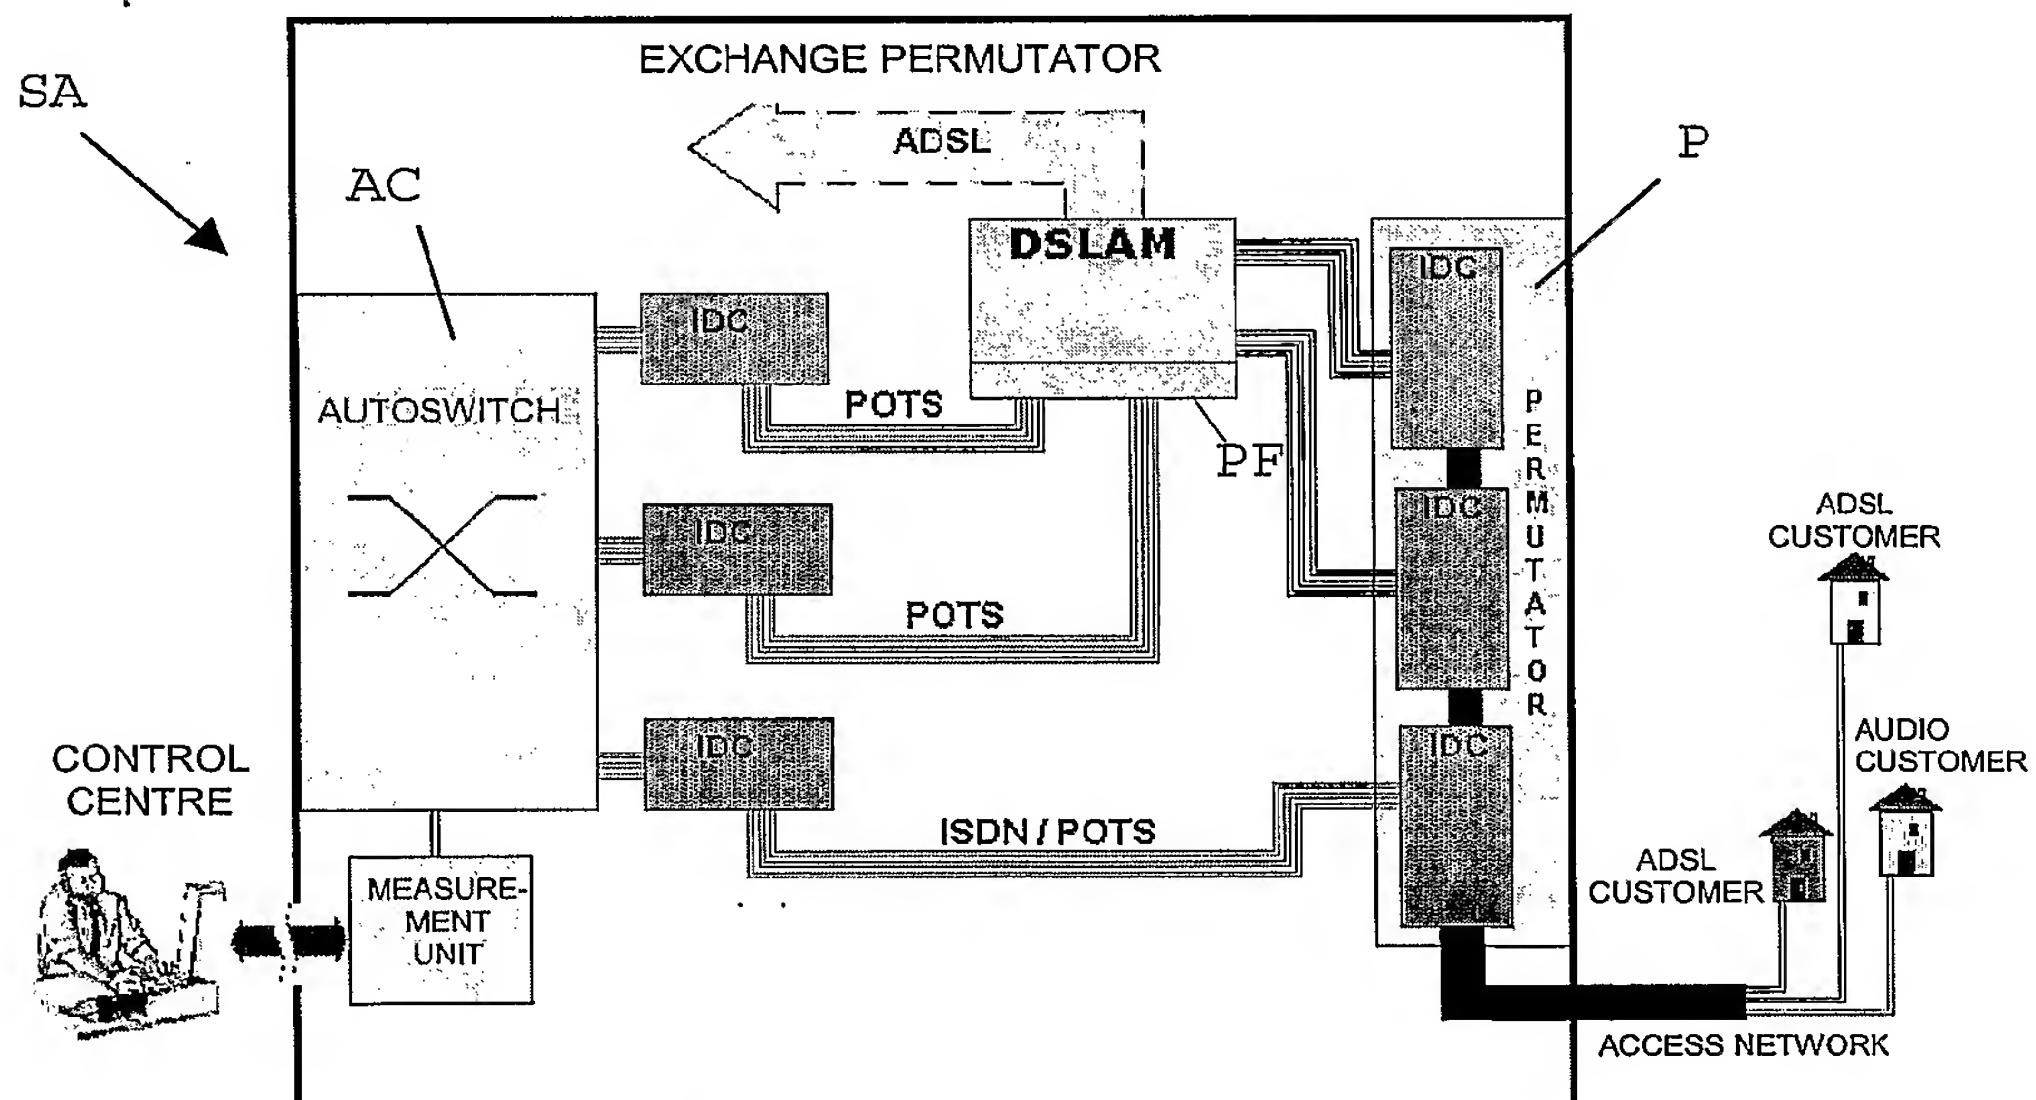 EXCHANGE PERMUTATOR
SA
ADSL
P
AC
DSLAM
IDC
IDC
POTS
AUTOSWITCH
PF
PERMUTATOR
IDC
IDC
POTS
ADSL
CUSTOMER
IDC
IDC
AUDIO
CUSTOMER
CONTROL
CENTRE
ISDN / POTS
ADSL
CUSTOMER
MEASURE-
MENT
UNIT
ACCESS NETWORK